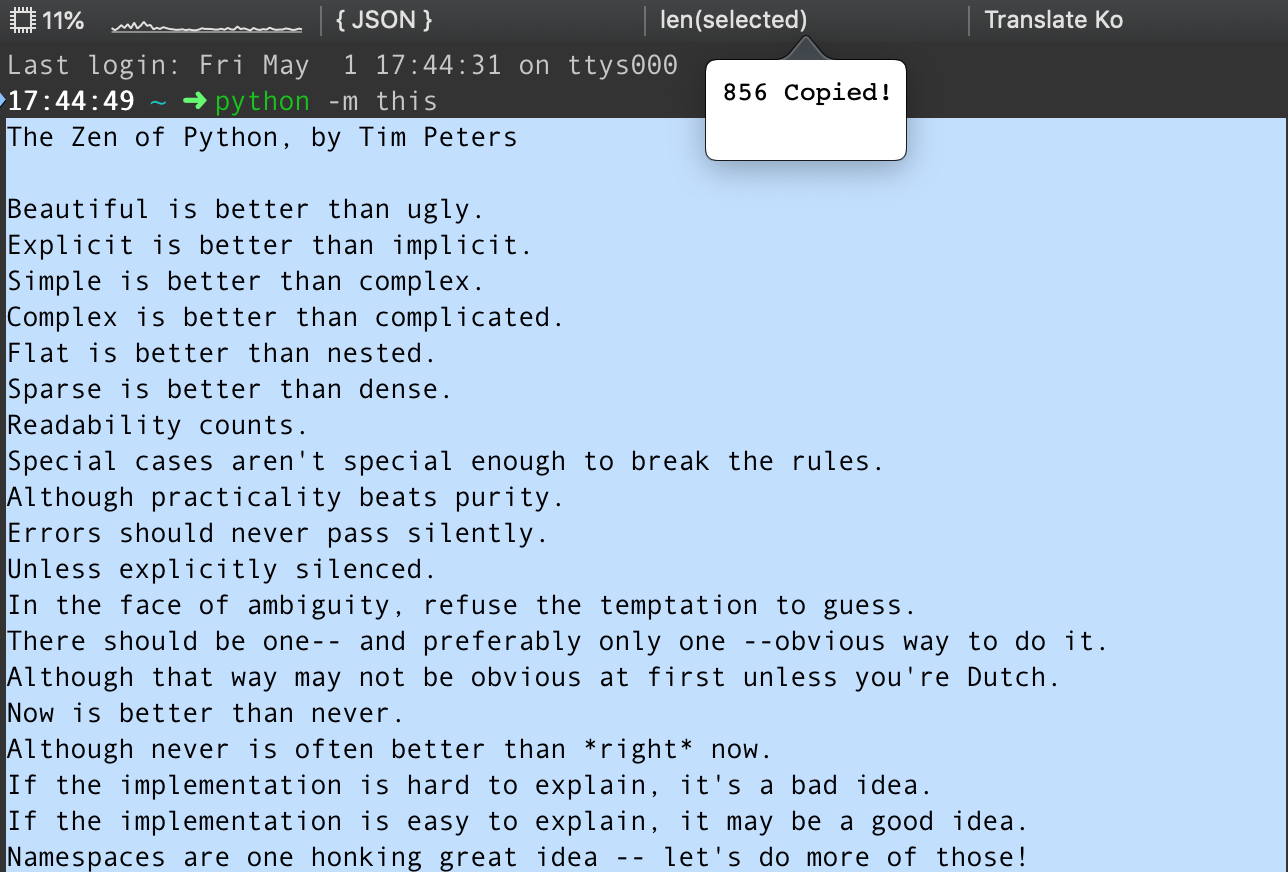 11% { JSON } len(selected) Translate Ko
Last login: Fri May  1 17:44:31 on ttys000
856 Copied!
17:44:49 ~ ➜ python -m this
The Zen of Python, by Tim Peters

Beautiful is better than ugly.
Explicit is better than implicit.
Simple is better than complex.
Complex is better than complicated.
Flat is better than nested.
Sparse is better than dense.
Readability counts.
Special cases aren't special enough to break the rules.
Although practicality beats purity.
Errors should never pass silently.
Unless explicitly silenced.
In the face of ambiguity, refuse the temptation to guess.
There should be one-- and preferably only one --obvious way to do it.
Although that way may not be obvious at first unless you're Dutch.
Now is better than never.
Although never is often better than *right* now.
If the implementation is hard to explain, it's a bad idea.
If the implementation is easy to explain, it may be a good idea.
Namespaces are one honking great idea -- let's do more of those!